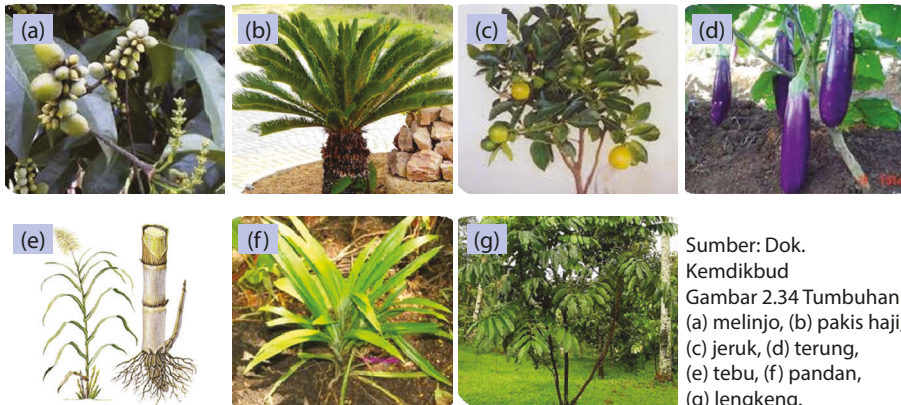 (a)
(b)
(c)
(d)
(e)
(f)
(g)
Sumber: Dok.
Kemdikbud
Gambar 2.34 Tumbuhan
(a) melinjo, (b) pakis haji,
(c) jeruk, (d) terung,
(e) tebu, (f) pandan,
(g) lengkeng.